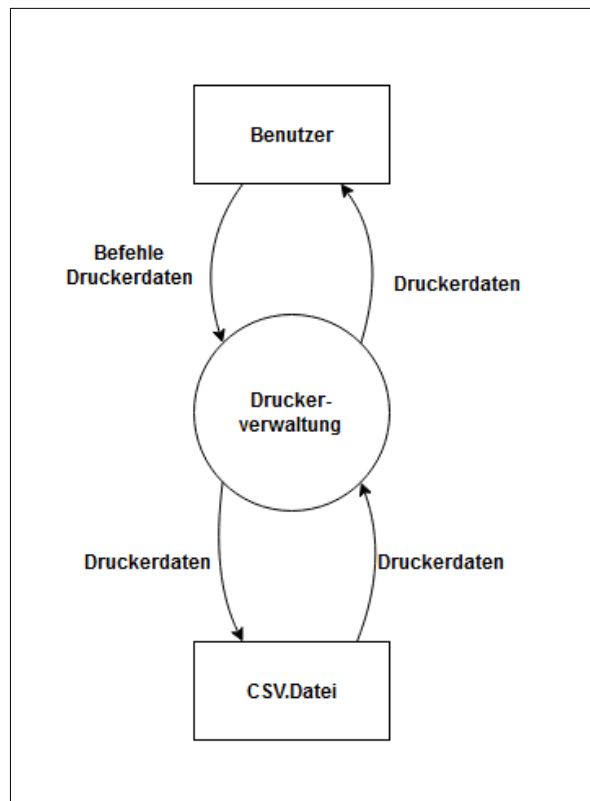 Benutzer
Befehle
Druckerdaten
Druckerdaten
Drucker-
verwaltung
Druckerdaten
Druckerdaten
CSV.Datei